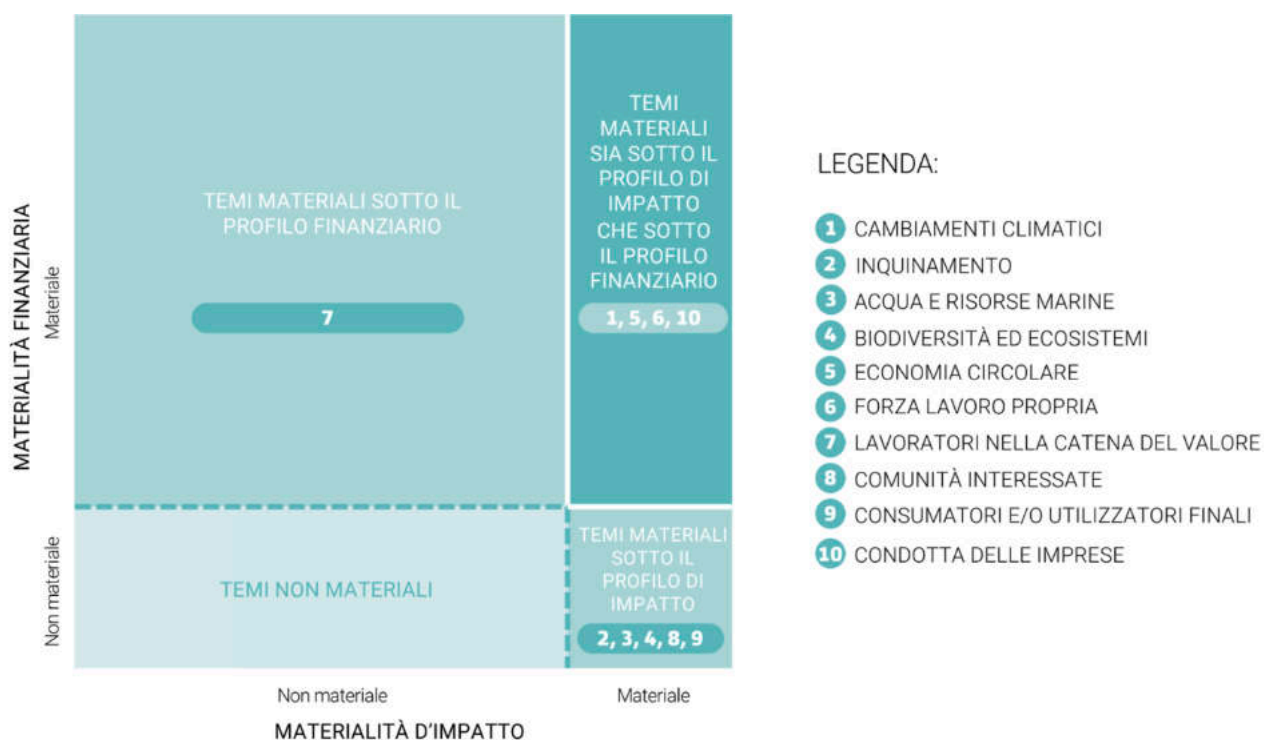 MATERIALITÀ FINANZIARIA
Materiale
Non materiale
TEMI MATERIALI SOTTO IL
PROFILO FINANZIARIO
7
TEMI
MATERIALI
SIA SOTTO IL
PROFILO DI
IMPATTO
CHE SOTTO
IL PROFILO
FINANZIARIO
1, 5, 6, 10
TEMI NON MATERIALI
TEMI MATERIALI
SOTTO IL
PROFILO DI
IMPATTO
2, 3, 4, 8, 9
Non materiale
Materiale
MATERIALITÀ D'IMPATTO
LEGENDA:
1 CAMBIAMENTI CLIMATICI
2 INQUINAMENTO
3 ACQUA E RISORSE MARINE
4 BIODIVERSITÀ ED ECOSISTEMI
5 ECONOMIA CIRCOLARE
6 FORZA LAVORO PROPRIA
7 LAVORATORI NELLA CATENA DEL VALORE
8 COMUNITÀ INTERESSATE
9 CONSUMATORI E/O UTILIZZATORI FINALI
10 CONDOTTA DELLE IMPRESE